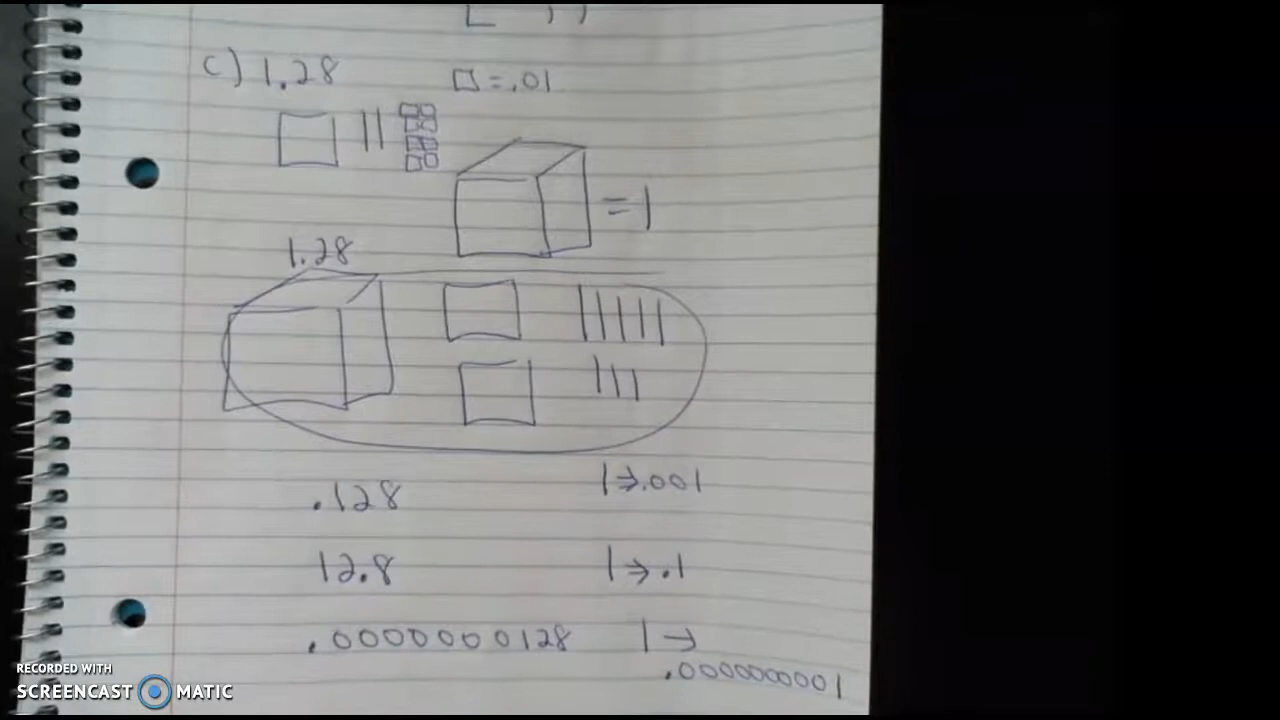 c) 1.28
□ = .01
= 1
1.28
.128
1 → .001
12.8
1 → .1
.0000000128
1 →
.0000000001
RECORDED WITH
SCREENCAST MATIC